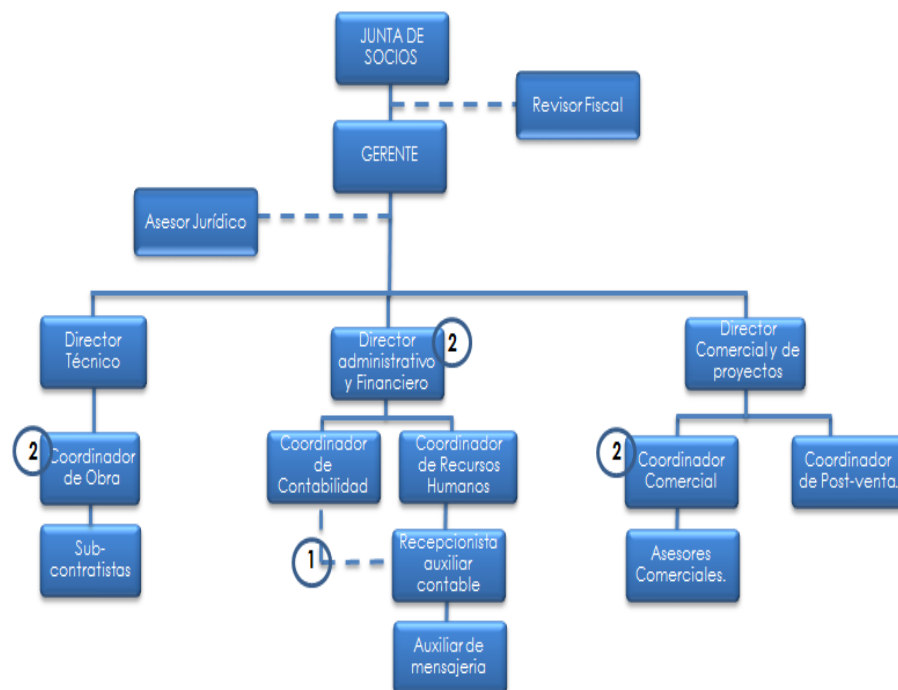 JUNTA DE
SOCIOS
Revisor Fiscal
GERENTE
Asesor Jurídico
Director
Técnico
Director
administrativo
y Financiero
2
Director
Comercial y de
proyectos
2
Coordinador
de Obra
Coordinador
de
Contabilidad
Coordinador
de Recursos
Humanos
2
Coordinador
Comercial
Coordinador
de Post-venta.
Sub-
contratistas
1
Recepcionista
auxiliar
contable
Asesores
Comerciales.
Auxiliar de
mensajeria